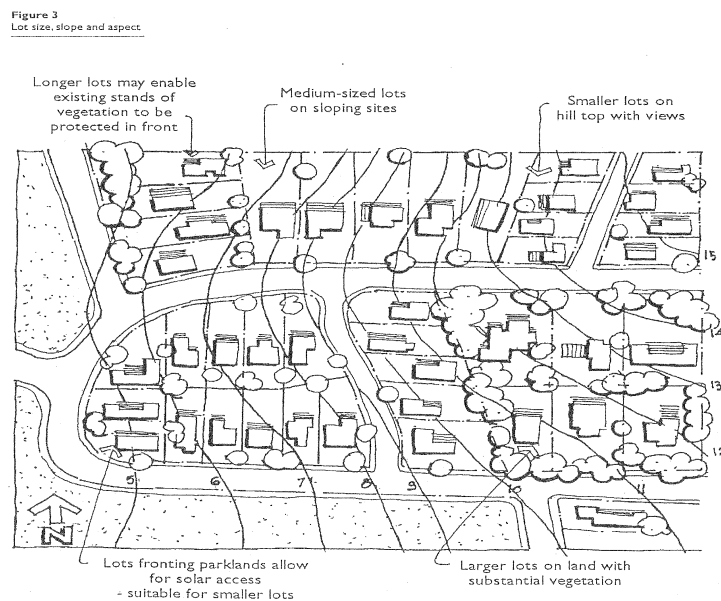 Figure 3
Lot size, slope and aspect
Longer lots may enable
existing stands of
vegetation to be
protected in front
Medium-sized lots
on sloping sites
Smaller lots on
hill top with views
15
14
13
12
5
6
7
8
9
10
11
N
Lots fronting parklands allow
for solar access
- suitable for smaller lots
Larger lots on land with
substantial vegetation